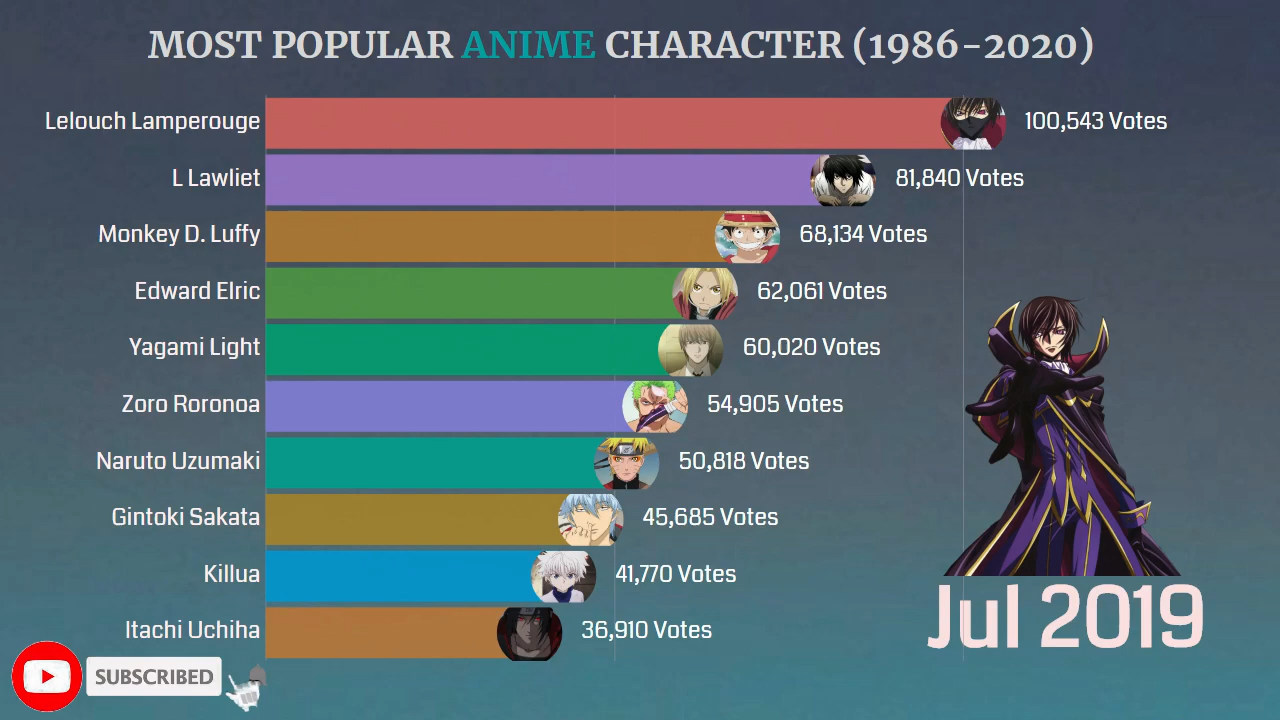 MOST POPULAR ANIME CHARACTER (1986-2020)
Lelouch Lamperouge 100,543 Votes
L Lawliet 81,840 Votes
Monkey D. Luffy 68,134 Votes
Edward Elric 62,061 Votes
Yagami Light 60,020 Votes
Zoro Roronoa 54,905 Votes
Naruto Uzumaki 50,818 Votes
Gintoki Sakata 45,685 Votes
Killua 41,770 Votes
Itachi Uchiha 36,910 Votes
Jul 2019
SUBSCRIBED